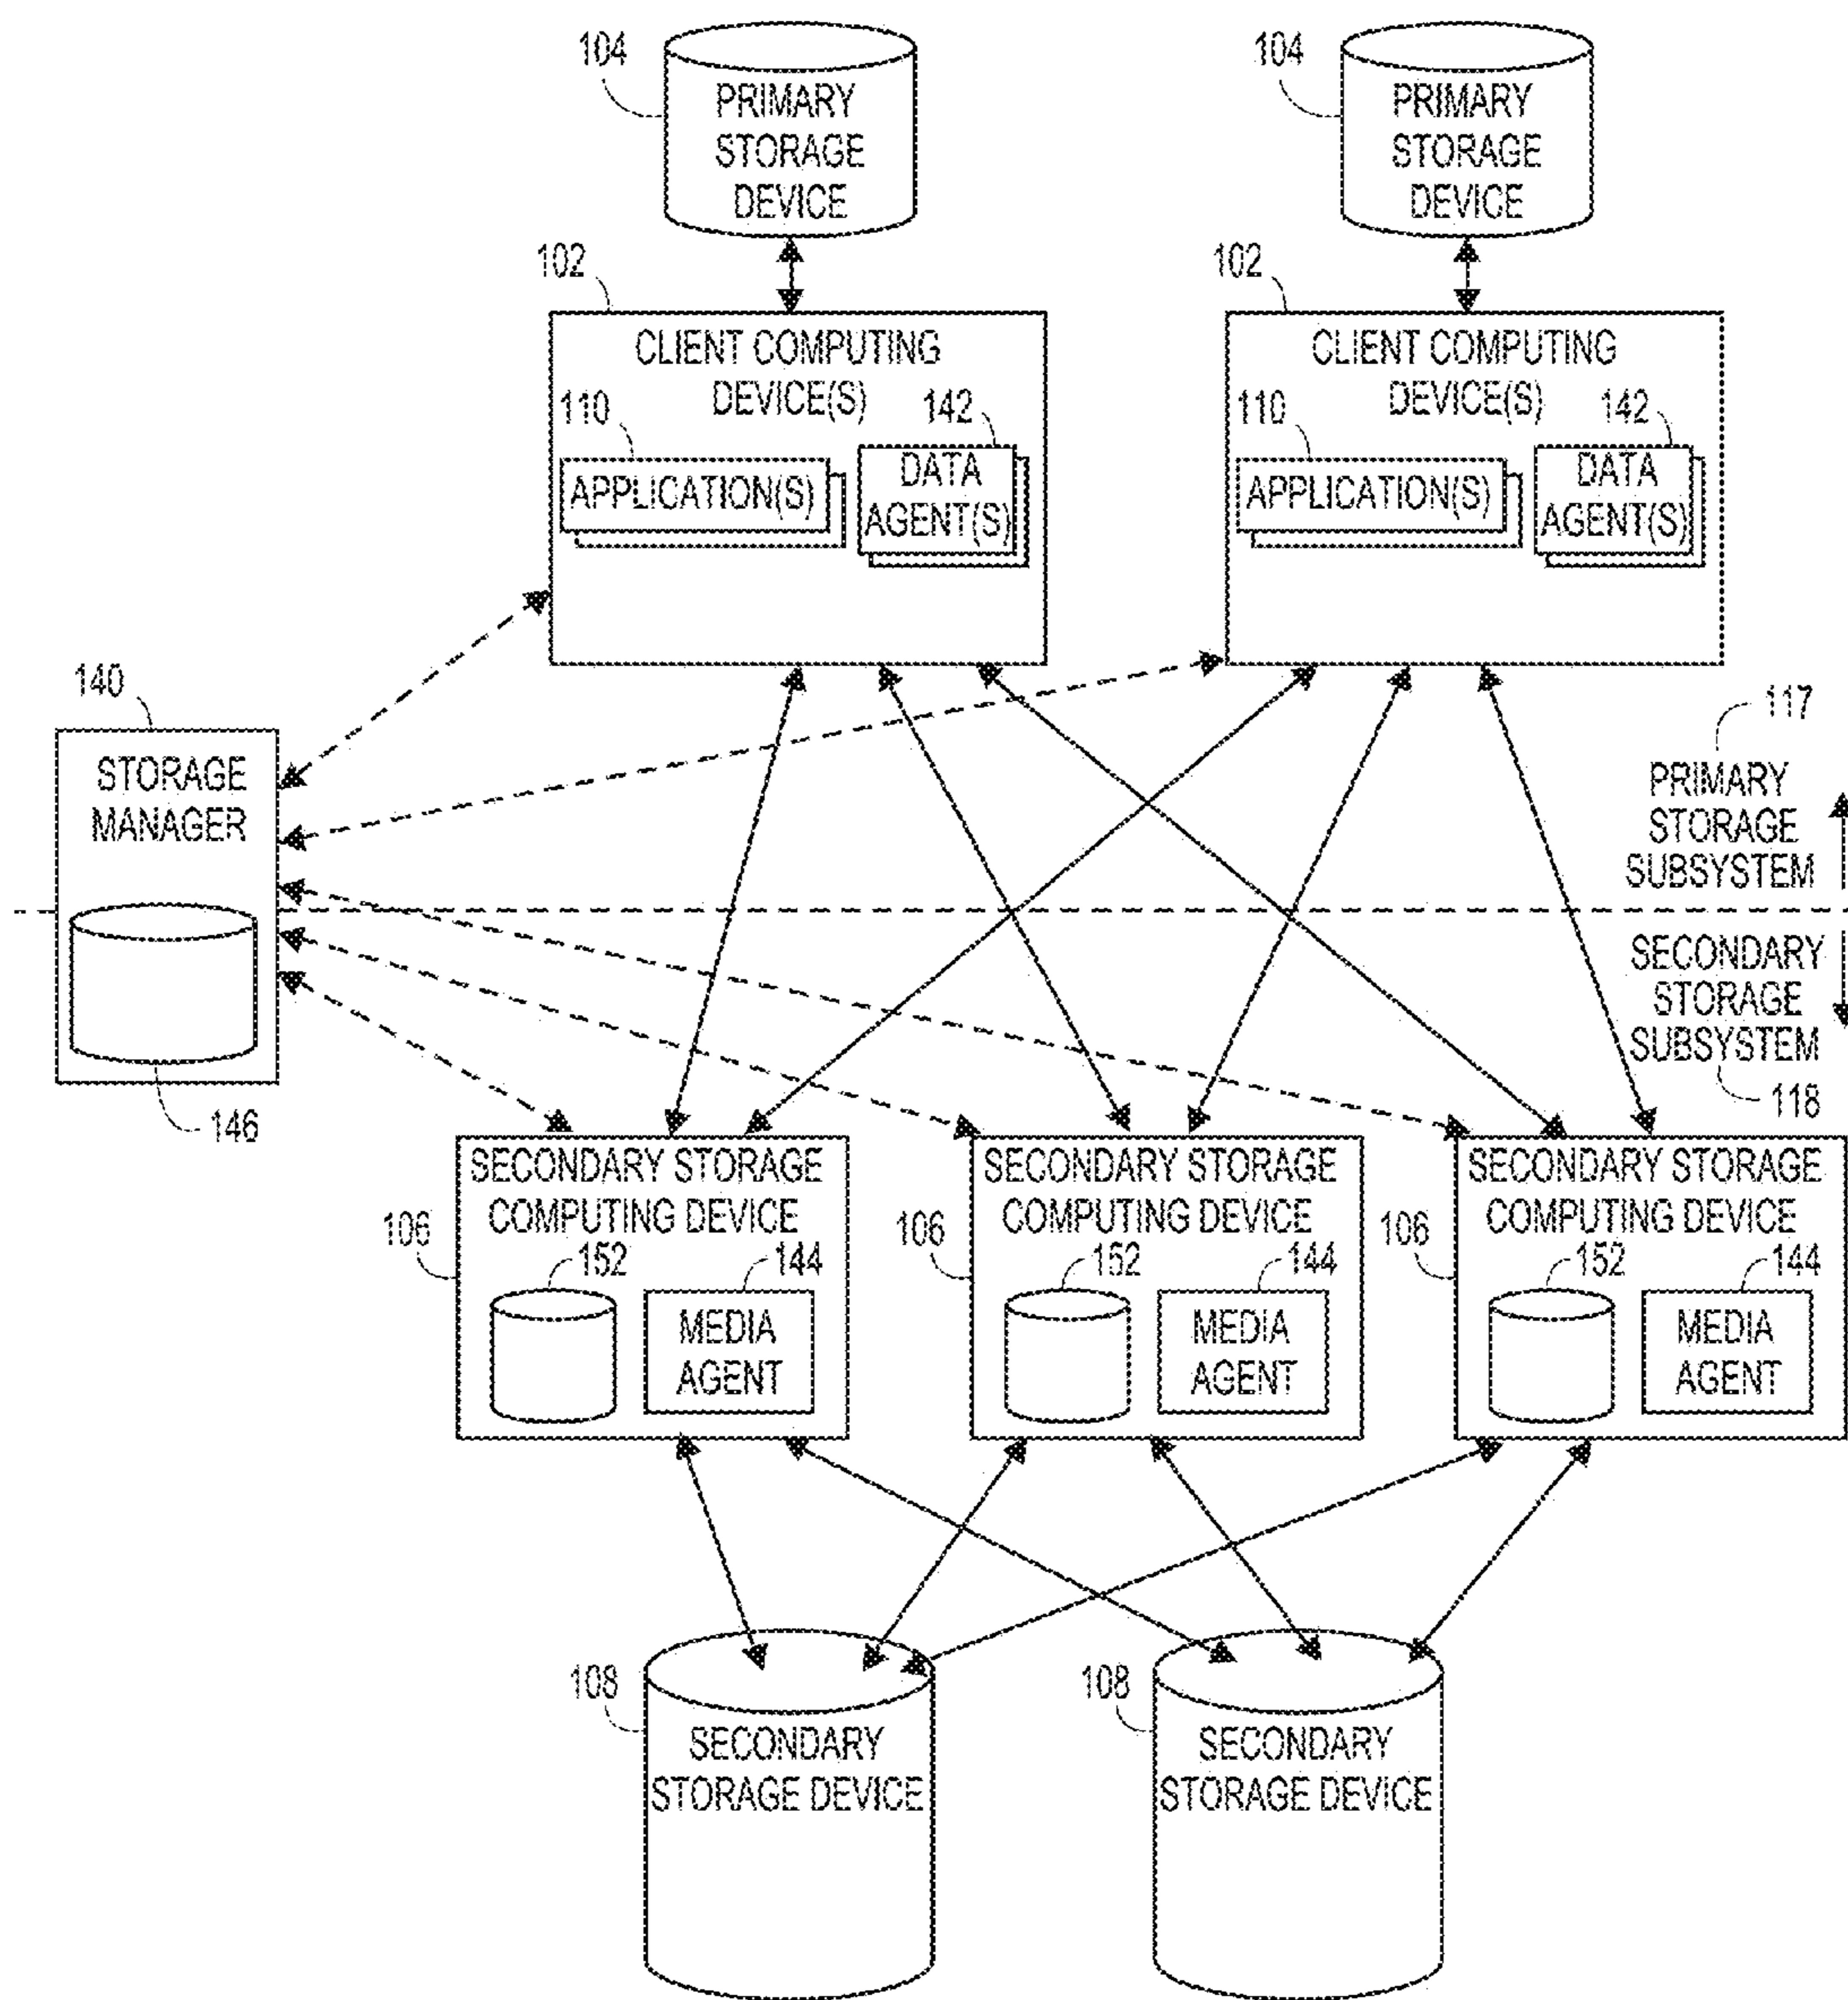 104
PRIMARY
STORAGE
DEVICE
104
PRIMARY
STORAGE
DEVICE
102
CLIENT COMPUTING
DEVICE(S)
110
142
APPLICATION(S)
DATA
AGENT(S)
102
CLIENT COMPUTING
DEVICE(S)
110
142
APPLICATION(S)
DATA
AGENT(S)
140
STORAGE
MANAGER
146
117
PRIMARY
STORAGE
SUBSYSTEM
SECONDARY
STORAGE
SUBSYSTEM
118
SECONDARY STORAGE
COMPUTING DEVICE
106
152
144
MEDIA
AGENT
SECONDARY STORAGE
COMPUTING DEVICE
106
152
144
MEDIA
AGENT
SECONDARY STORAGE
COMPUTING DEVICE
106
152
144
MEDIA
AGENT
108
SECONDARY
STORAGE DEVICE
108
SECONDARY
STORAGE DEVICE